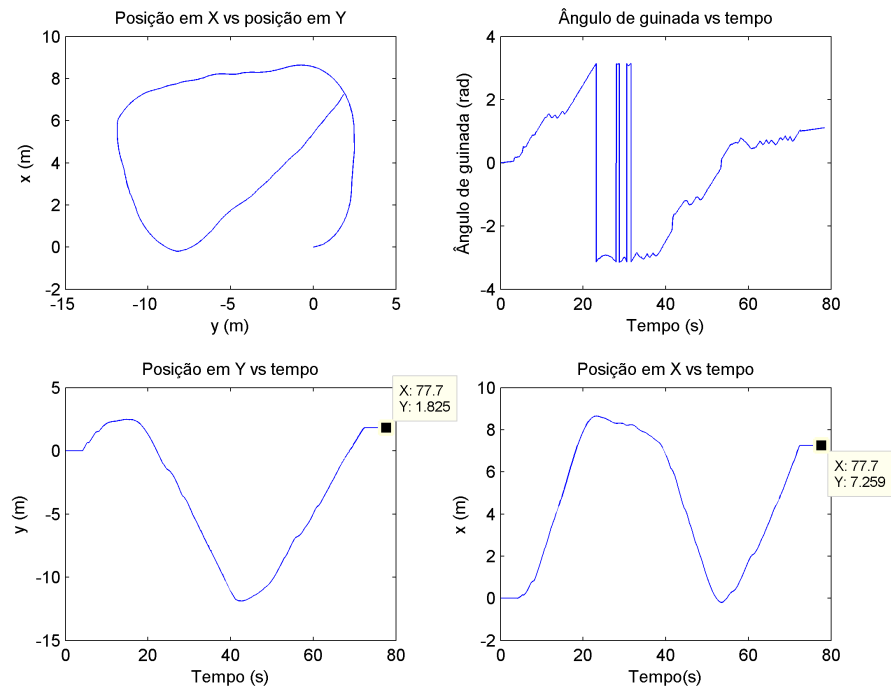 Posição em X vs posição em Y
10
8
6
4
2
0
-2
-15
-10
-5
0
5
x (m)
y (m)
Ângulo de guinada vs tempo
4
2
0
-2
-4
0
20
40
60
80
Ângulo de guinada (rad)
Tempo (s)
Posição em Y vs tempo
5
0
-5
-10
-15
0
20
40
60
80
y (m)
Tempo (s)
X: 77.7
Y: 1.825
Posição em X vs tempo
10
8
6
4
2
0
-2
0
20
40
60
80
x (m)
Tempo(s)
X: 77.7
Y: 7.259